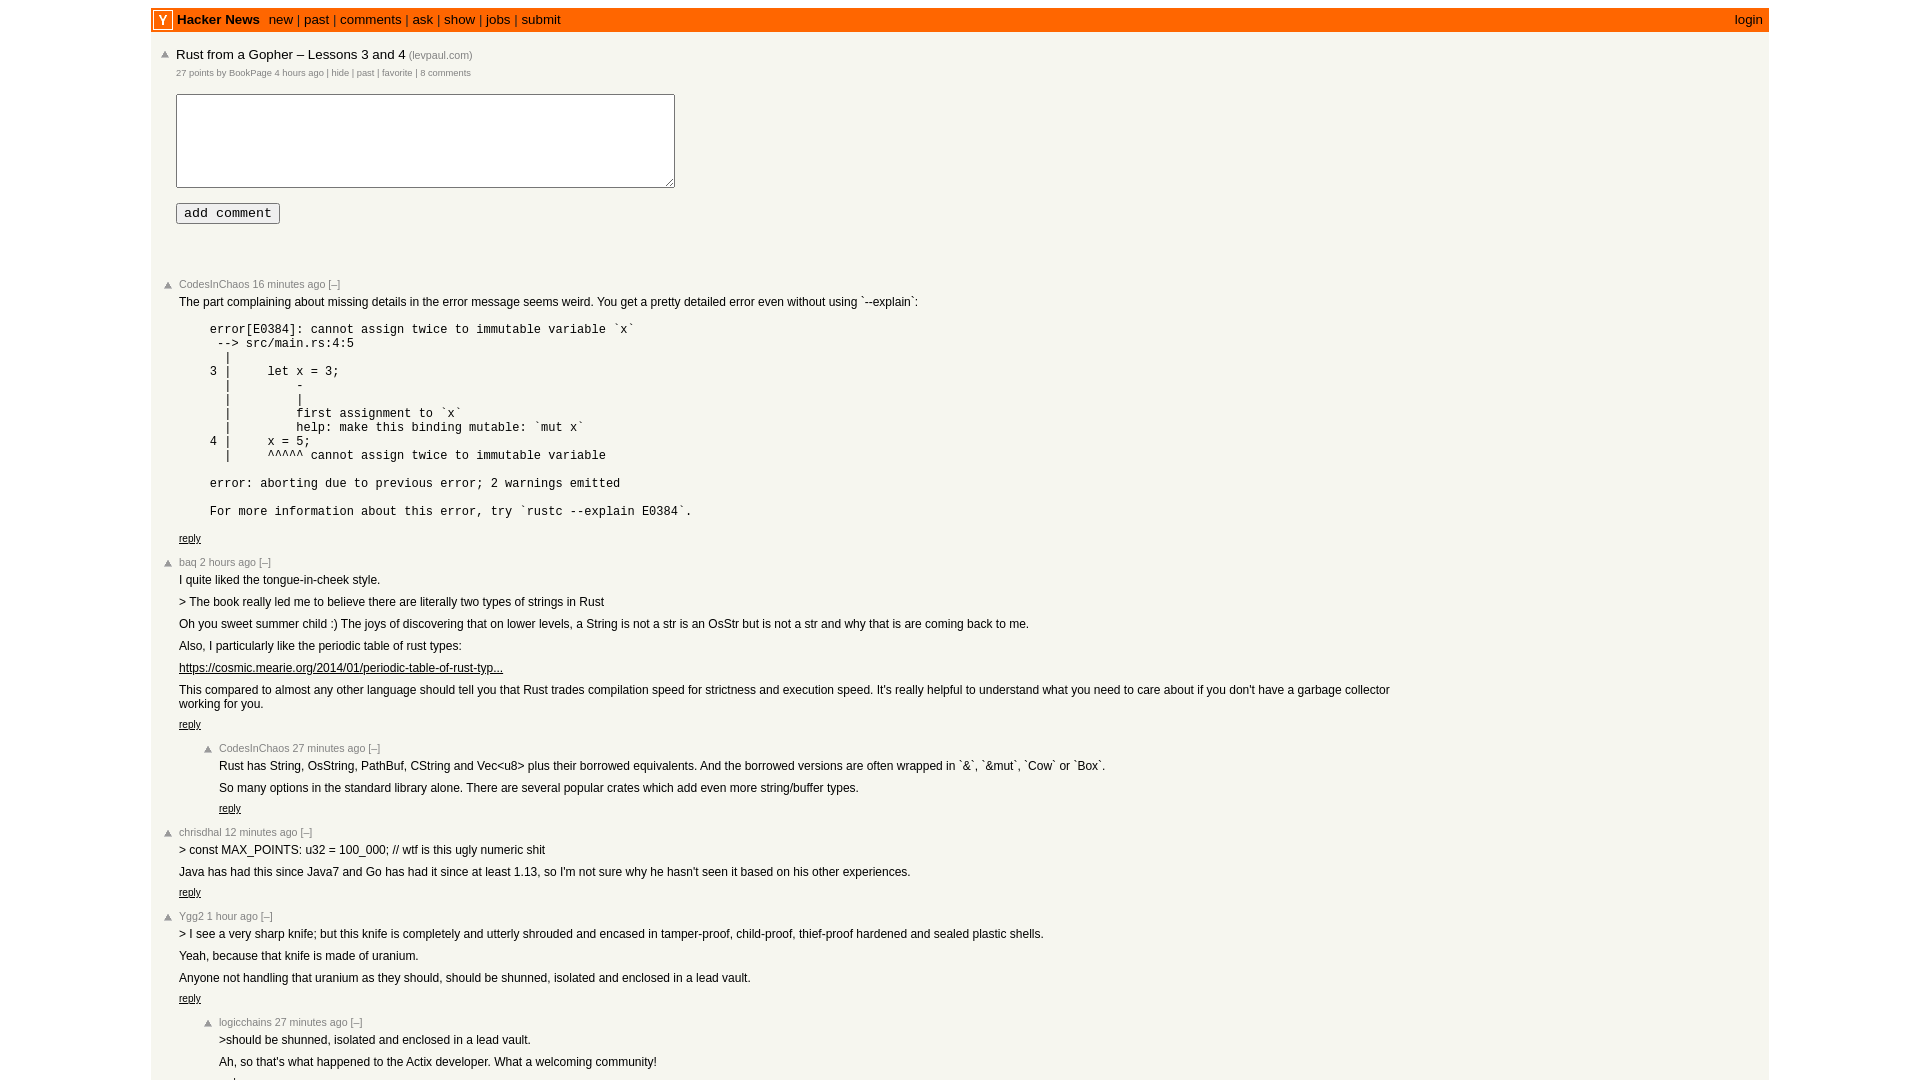 Y Hacker News new | past | comments | ask | show | jobs | submit login
Rust from a Gopher – Lessons 3 and 4 (levpaul.com)
27 points by BookPage 4 hours ago | hide | past | favorite | 8 comments
add comment
CodesInChaos 16 minutes ago [–]
The part complaining about missing details in the error message seems weird. You get a pretty detailed error even without using `--explain`:
error[E0384]: cannot assign twice to immutable variable `x`
 --> src/main.rs:4:5
  |
3 |     let x = 3;
  |         -
  |         |
  |         first assignment to `x`
  |         help: make this binding mutable: `mut x`
4 |     x = 5;
  |     ^^^^^ cannot assign twice to immutable variable
error: aborting due to previous error; 2 warnings emitted
For more information about this error, try `rustc --explain E0384`.
reply
baq 2 hours ago [–]
I quite liked the tongue-in-cheek style.
> The book really led me to believe there are literally two types of strings in Rust
Oh you sweet summer child :) The joys of discovering that on lower levels, a String is not a str is an OsStr but is not a str and why that is are coming back to me.
Also, I particularly like the periodic table of rust types:
https://cosmic.mearie.org/2014/01/periodic-table-of-rust-typ...
This compared to almost any other language should tell you that Rust trades compilation speed for strictness and execution speed. It's really helpful to understand what you need to care about if you don't have a garbage collector
working for you.
reply
CodesInChaos 27 minutes ago [–]
Rust has String, OsString, PathBuf, CString and Vec<u8> plus their borrowed equivalents. And the borrowed versions are often wrapped in `&`, `&mut`, `Cow` or `Box`.
So many options in the standard library alone. There are several popular crates which add even more string/buffer types.
reply
chrisdhal 12 minutes ago [–]
> const MAX_POINTS: u32 = 100_000; // wtf is this ugly numeric shit
Java has had this since Java7 and Go has had it since at least 1.13, so I'm not sure why he hasn't seen it based on his other experiences.
reply
Ygg2 1 hour ago [–]
> I see a very sharp knife; but this knife is completely and utterly shrouded and encased in tamper-proof, child-proof, thief-proof hardened and sealed plastic shells.
Yeah, because that knife is made of uranium.
Anyone not handling that uranium as they should, should be shunned, isolated and enclosed in a lead vault.
reply
logicchains 27 minutes ago [–]
>should be shunned, isolated and enclosed in a lead vault.
Ah, so that's what happened to the Actix developer. What a welcoming community!